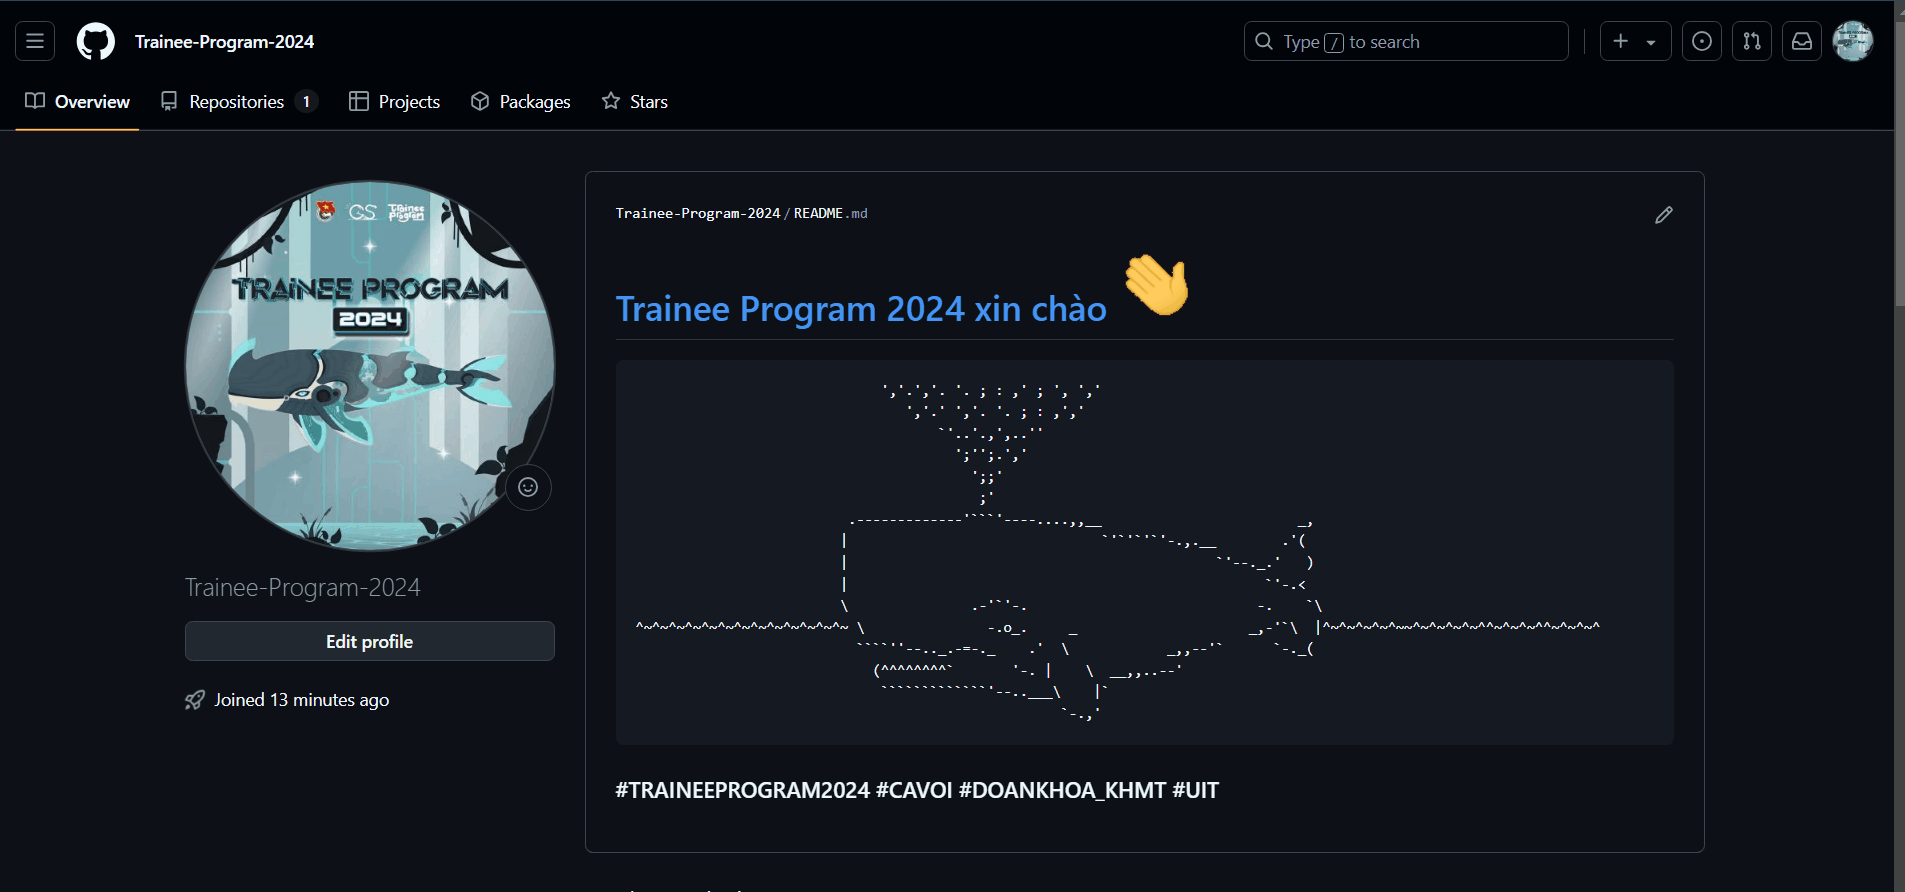 Trainee-Program-2024
Type / to search
Overview
Repositories 1
Projects
Packages
Stars
CS Trainee Program
TRAINEE PROGRAM
2024
Trainee-Program-2024
Edit profile
Joined 13 minutes ago
Trainee-Program-2024 / README.md
Trainee Program 2024 xin chào
#TRAINEEPROGRAM2024 #CAVOI #DOANKHOA_KHMT #UIT